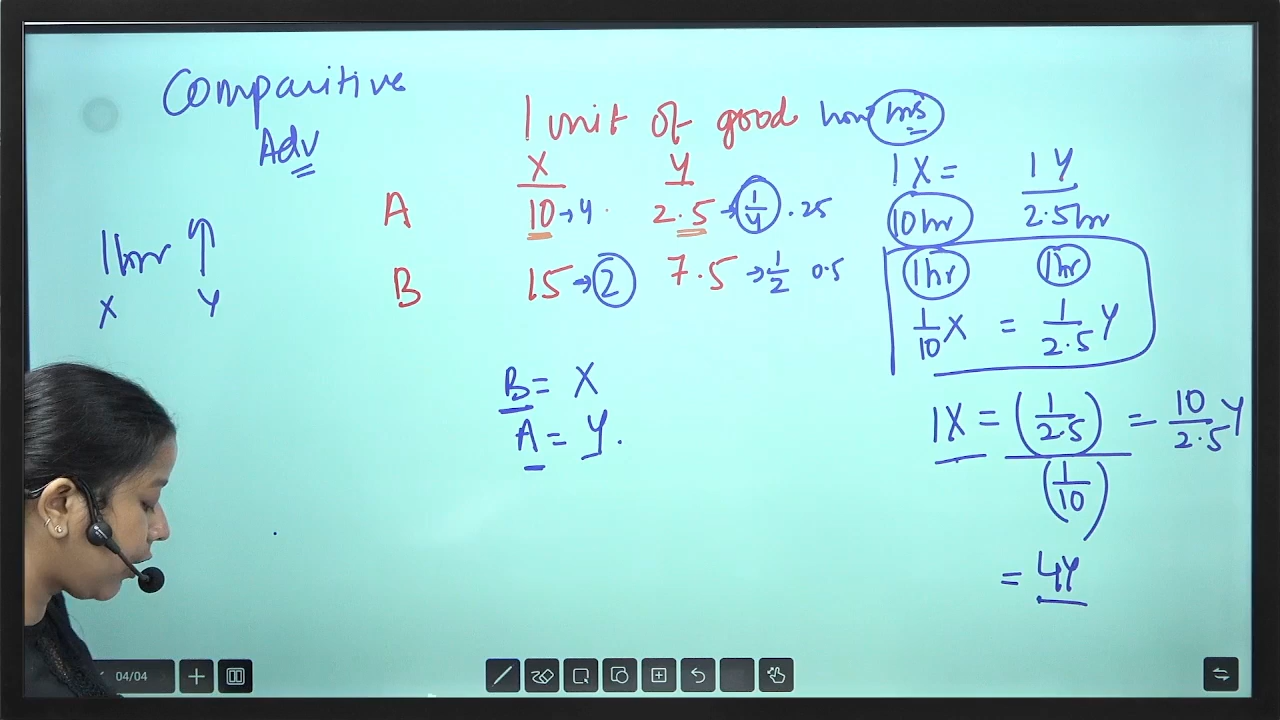 Comparitive
Adv
1 unit of good how hrs
X Y
A 10→4 2.5→1/4 .25
B 15→2 7.5→1/2 0.5
1hr ↑
X Y
B = X
A = Y.
1X = 1Y
10hr 2.5hr
1hr 1hr
1/10 X = 1/2.5 Y
1X = (1/2.5) / (1/10) = 10/2.5 Y
= 4Y
04/04